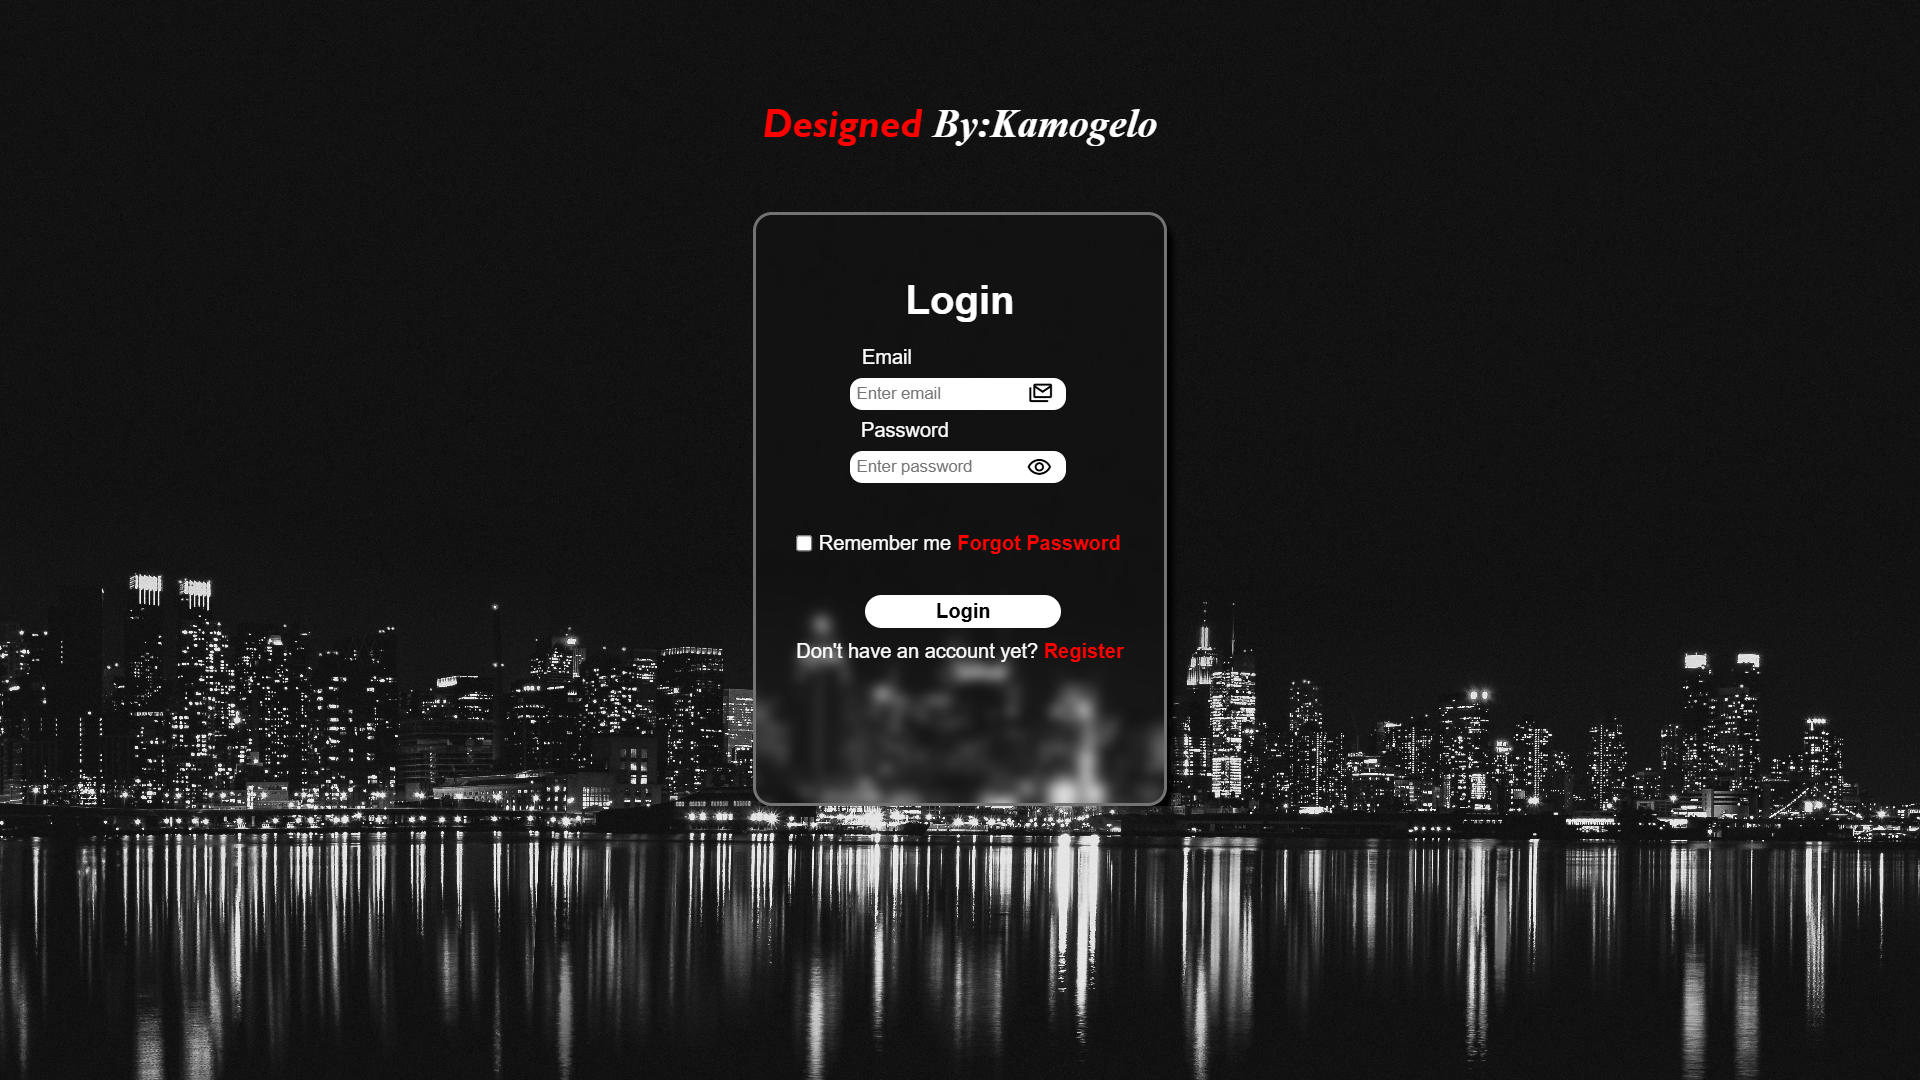 Designed By:Kamogelo
Login
Email
Enter email
Password
Enter password
Remember me Forgot Password
Login
Don't have an account yet? Register